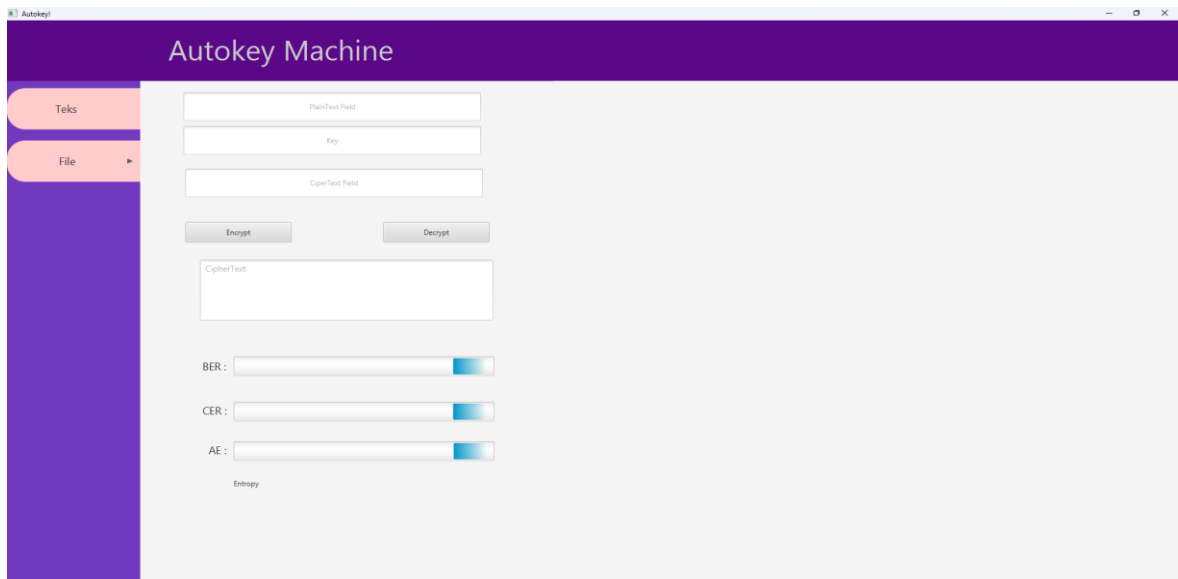 Autokey!
Autokey Machine
Teks
File
PlainText Field
Key
CiperText Field
Encrypt
Decrypt
CipherText
BER :
CER :
AE :
Entropy